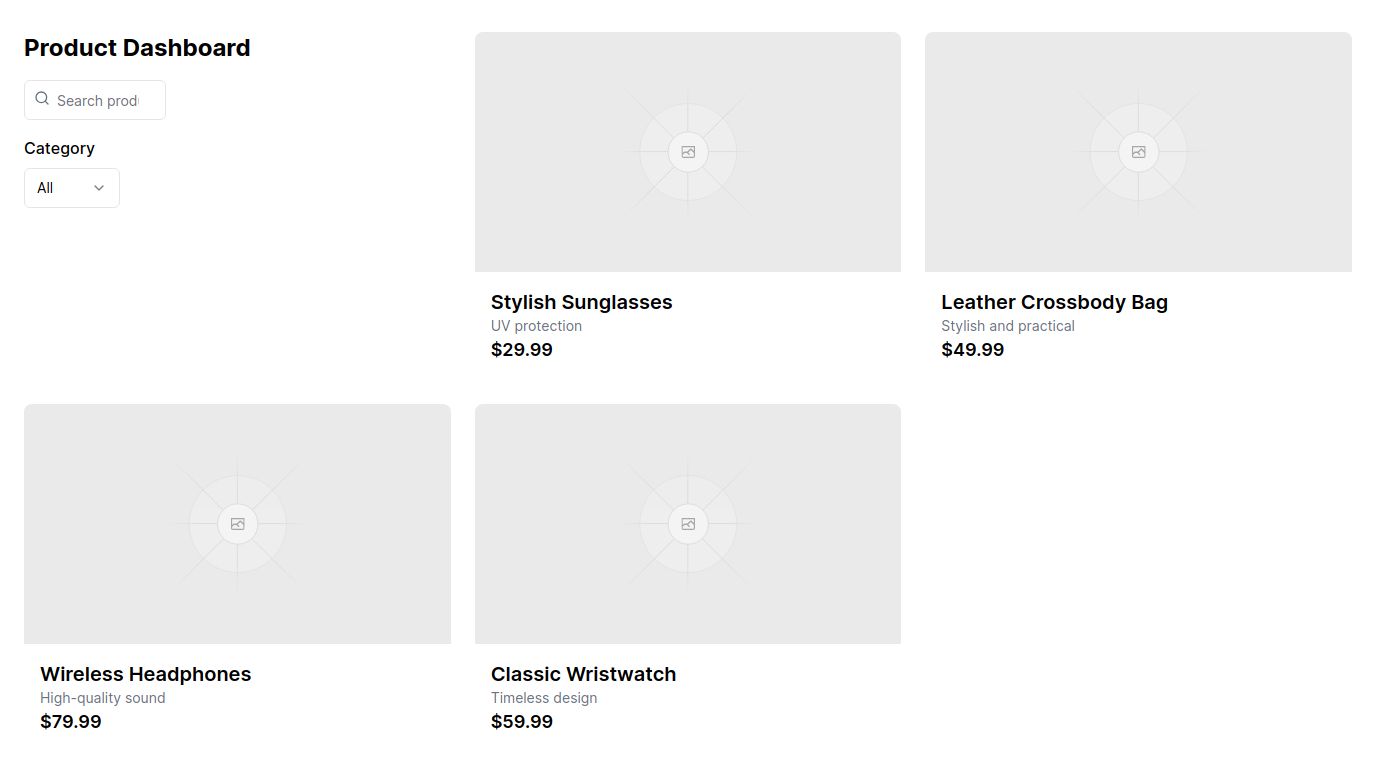 Product Dashboard
Search prod
Category
All
Stylish Sunglasses
UV protection
$29.99
Leather Crossbody Bag
Stylish and practical
$49.99
Wireless Headphones
High-quality sound
$79.99
Classic Wristwatch
Timeless design
$59.99